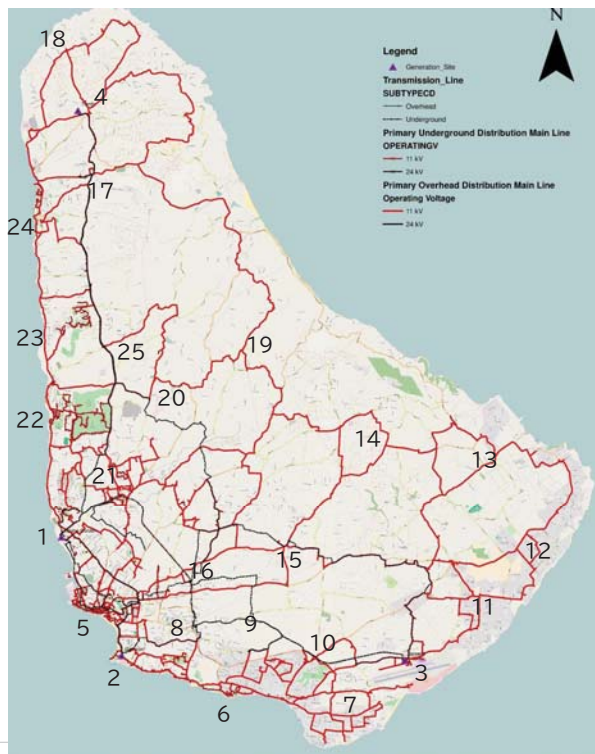 N
Legend
Generation_Site
Transmission_Line
SUBTYPECD
Overhead
Underground
Primary Underground Distribution Main Line
OPERATINGV
11 kV
24 kV
Primary Overhead Distribution Main Line
Operating Voltage
11 kV
24 kV
18
4
17
24
23
25
19
20
22
14
13
21
1
15
12
16
5
11
8
9
10
2
3
6
7